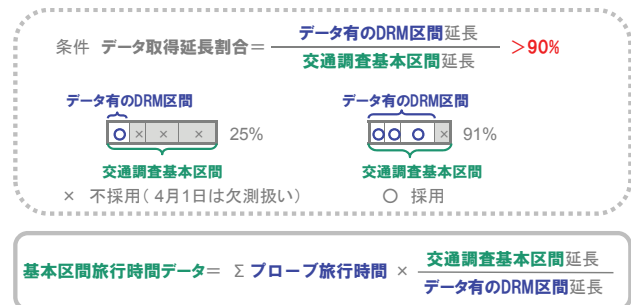 条件 データ取得延長割合＝ データ有のDRM区間延長 ＞90%
交通調査基本区間延長
データ有のDRM区間 データ有のDRM区間
○ × × × 25% ○ ○ ○ × 91%
交通調査基本区間 交通調査基本区間
× 不採用（ 4月1日は欠測扱い） ○ 採用
基本区間旅行時間データ＝ Σ プローブ旅行時間 × 交通調査基本区間延長
データ有のDRM区間延長